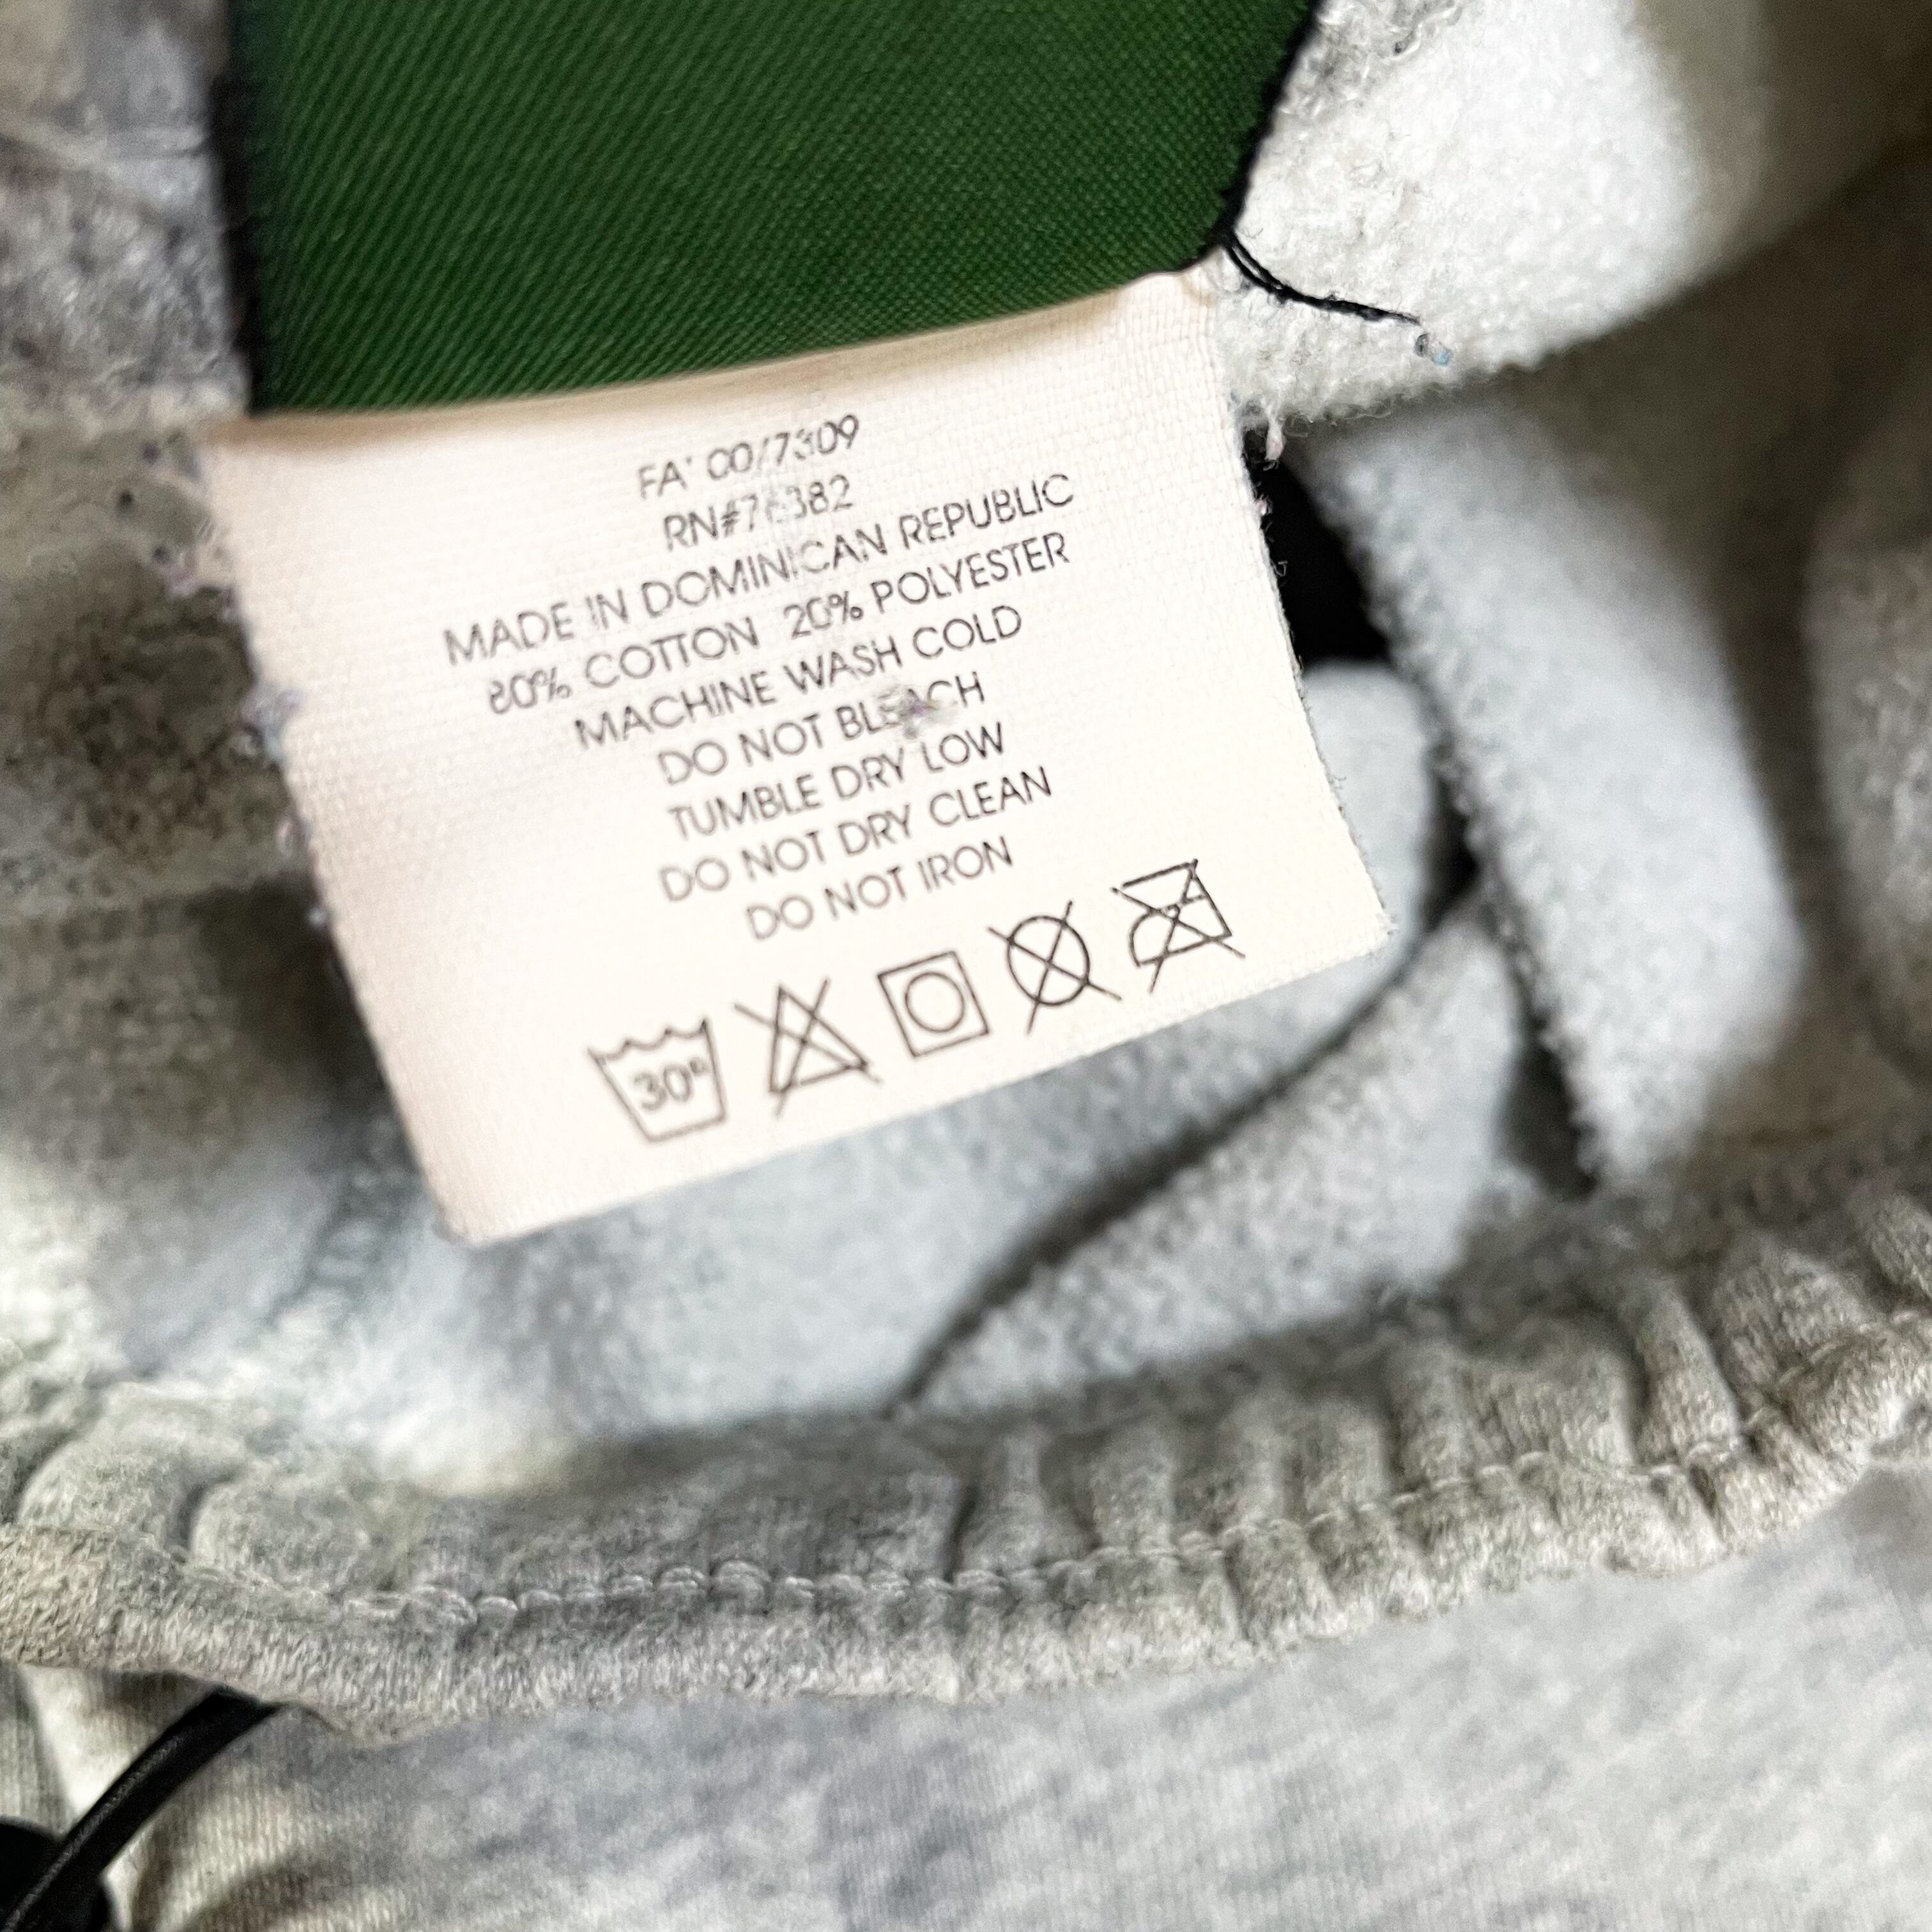 FA' 00/7309
RN#76382
MADE IN DOMINICAN REPUBLIC
80% COTTON 20% POLYESTER
MACHINE WASH COLD
DO NOT BLEACH
TUMBLE DRY LOW
DO NOT DRY CLEAN
DO NOT IRON
30°